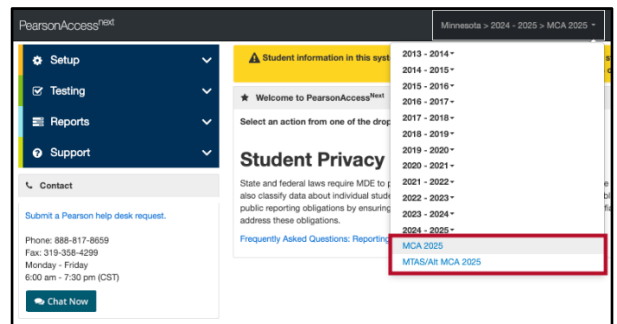 PearsonAccessnext
Minnesota > 2024 - 2025 > MCA 2025
Setup
Testing
Reports
Support
Contact
Submit a Pearson help desk request.
Phone: 888-817-8659
Fax: 319-358-4299
Monday - Friday
6:00 am - 7:30 pm (CST)
Chat Now
Student information in this syst
Welcome to PearsonAccessNext
Select an action from one of the drop
Student Privacy
State and federal laws require MDE to p
also classify data about individual stude
public reporting obligations by ensuring
address these obligations.
Frequently Asked Questions: Reporting
2013 - 2014
2014 - 2015
2015 - 2016
2016 - 2017
2017 - 2018
2018 - 2019
2019 - 2020
2020 - 2021
2021 - 2022
2022 - 2023
2023 - 2024
2024 - 2025
MCA 2025
MTAS/Alt MCA 2025